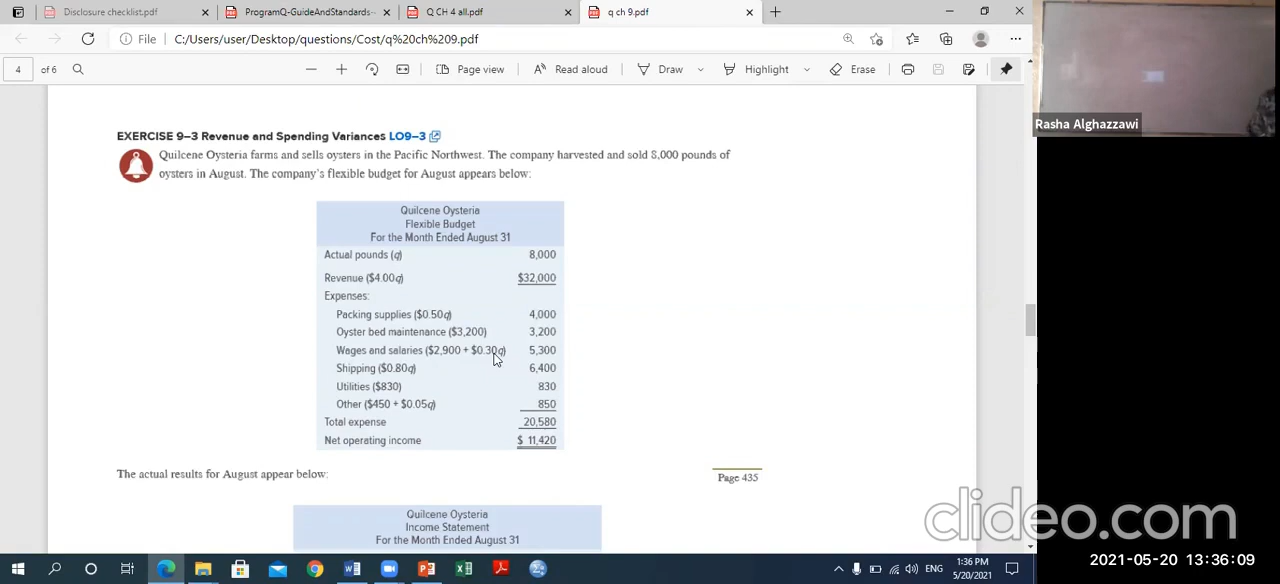 Disclosure checklist.pdf
ProgramQ-GuideAndStandards--
Q CH 4 all.pdf
q ch 9.pdf
File
C:/Users/user/Desktop/questions/Cost/q%20ch%209.pdf
4 of 6
Page view
Read aloud
Draw
Highlight
Erase
Rasha Alghazzawi
EXERCISE 9–3 Revenue and Spending Variances LO9–3
Quilcene Oysteria farms and sells oysters in the Pacific Northwest. The company harvested and sold 8,000 pounds of
oysters in August. The company's flexible budget for August appears below:
Quilcene Oysteria
Flexible Budget
For the Month Ended August 31
Actual pounds (q) 8,000
Revenue ($4.00q) $32,000
Expenses:
Packing supplies ($0.50q) 4,000
Oyster bed maintenance ($3,200) 3,200
Wages and salaries ($2,900 + $0.30q) 5,300
Shipping ($0.80q) 6,400
Utilities ($830) 830
Other ($450 + $0.05q) 850
Total expense 20,580
Net operating income $ 11,420
The actual results for August appear below:
Page 435
Quilcene Oysteria
Income Statement
For the Month Ended August 31
clideo.com
ENG
1:36 PM
5/20/2021
2021-05-20 13:36:09